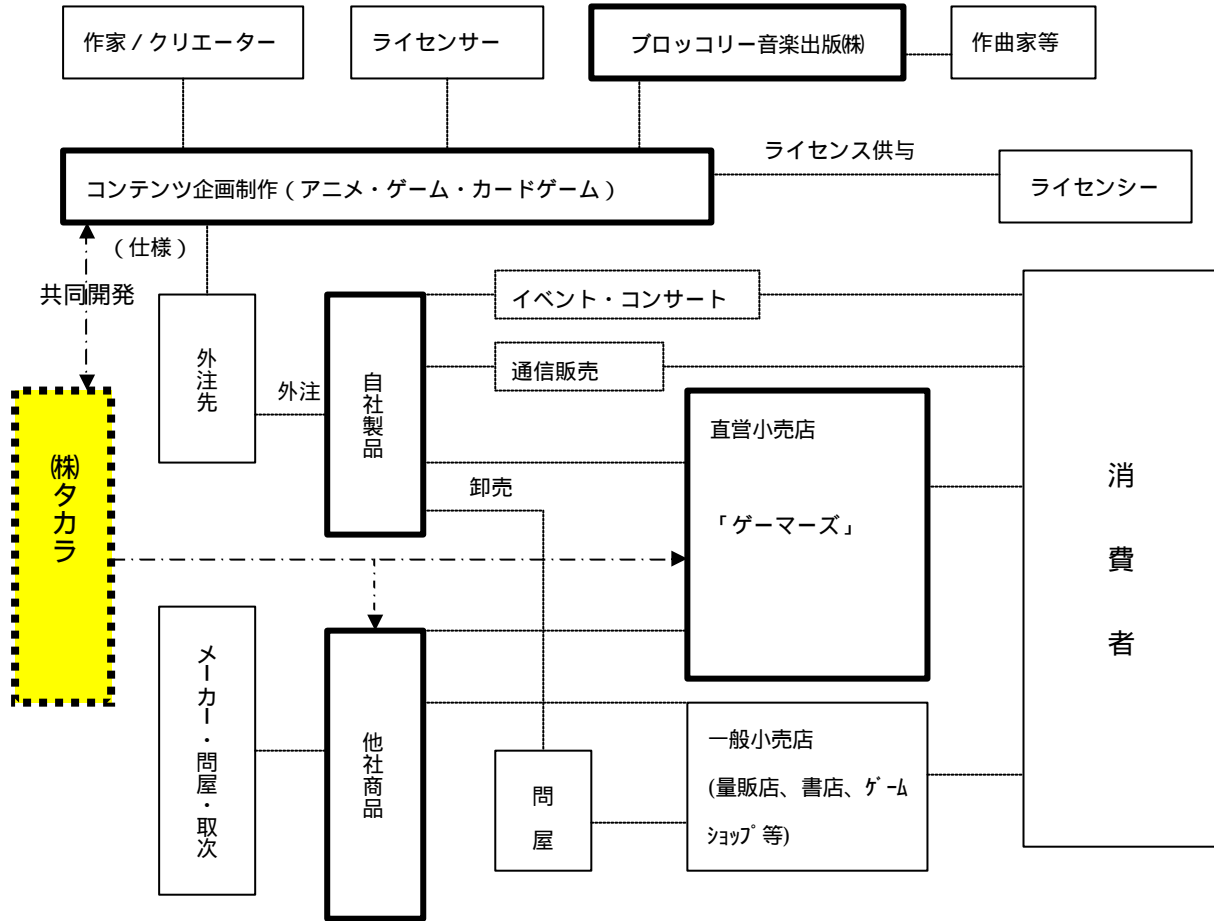 作家/クリエーター
ライセンサー
ブロッコリー音楽出版㈱
作曲家等
ライセンス供与
コンテンツ企画制作(アニメ・ゲーム・カードゲーム)
ライセンシー
(仕様)
共同開発
イベント・コンサート
通信販売
外注先
外注
自社製品
直営小売店
「ゲーマーズ」
卸売
㈱タカラ
消費者
メーカー・問屋・取次
他社商品
問屋
一般小売店
(量販店、書店、ｹﾞｰﾑ
ｼｮｯﾌﾟ等)